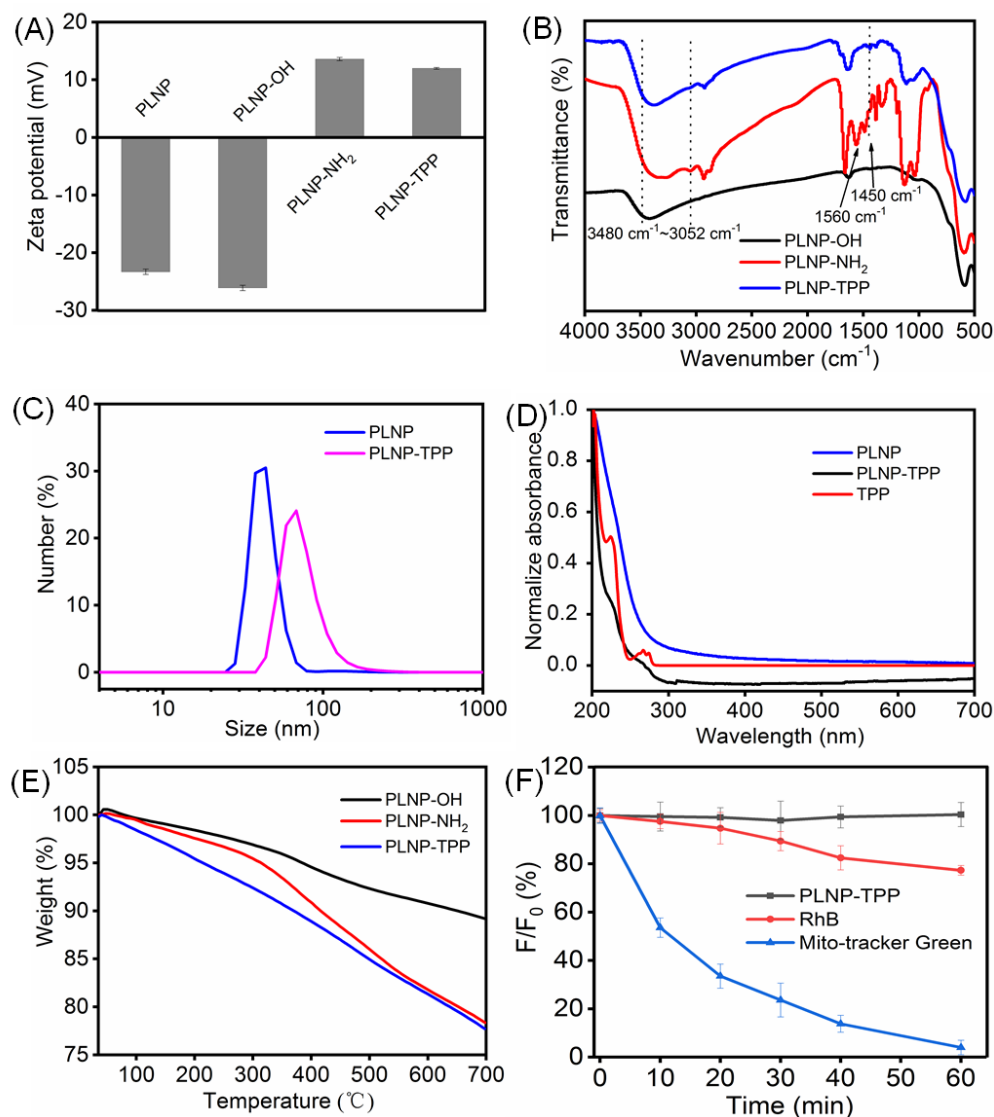 (A)
Zeta potential (mV)
20
10
0
-10
-20
-30
PLNP
PLNP-OH
PLNP-NH₂
PLNP-TPP
(B)
Transmittance (%)
3480 cm⁻¹~3052 cm⁻¹
1560 cm⁻¹
1450 cm⁻¹
PLNP-OH
PLNP-NH₂
PLNP-TPP
4000 3500 3000 2500 2000 1500 1000 500
Wavenumber (cm⁻¹)
(C)
Number (%)
40
30
20
10
0
PLNP
PLNP-TPP
10 100 1000
Size (nm)
(D)
Normalize absorbance
1.0
0.8
0.6
0.4
0.2
0.0
PLNP
PLNP-TPP
TPP
200 300 400 500 600 700
Wavelength (nm)
(E)
Weight (%)
105
100
95
90
85
80
75
PLNP-OH
PLNP-NH₂
PLNP-TPP
100 200 300 400 500 600 700
Temperature (℃)
(F)
F/F₀ (%)
120
100
80
60
40
20
0
PLNP-TPP
RhB
Mito-tracker Green
0 10 20 30 40 50 60
Time (min)